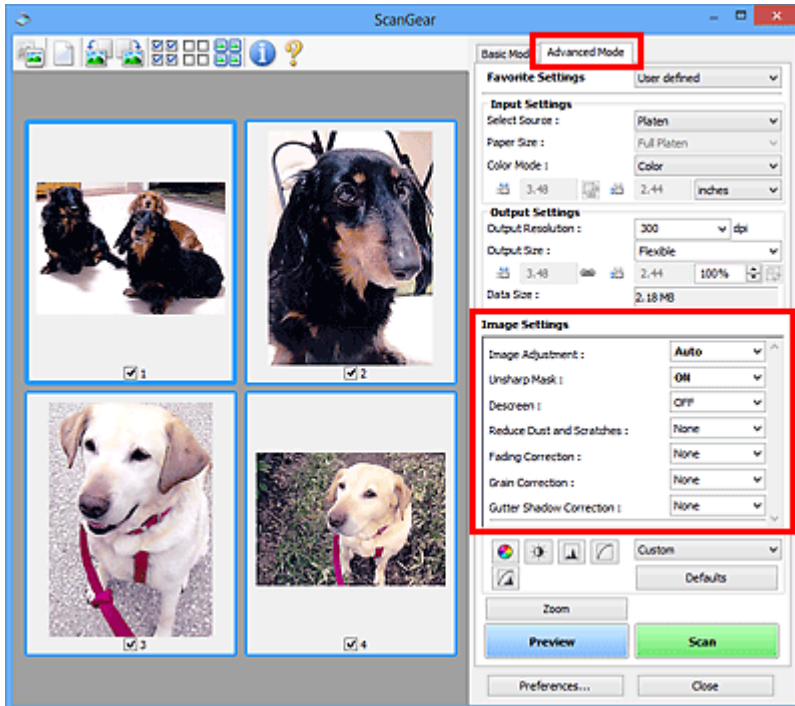 ScanGear
Basic Mod Advanced Mode
Favorite Settings User defined
Input Settings
Select Source : Platen
Paper Size : Full Platen
Color Mode : Color
3.48 2.44 inches
Output Settings
Output Resolution : 300 dpi
Output Size : Flexible
3.48 2.44 100%
Data Size : 2.18 MB
Image Settings
Image Adjustment : Auto
Unsharp Mask : ON
Descreen : OFF
Reduce Dust and Scratches : None
Fading Correction : None
Grain Correction : None
Gutter Shadow Correction : None
1
2
3
4
Custom
Defaults
Zoom
Preview Scan
Preferences... Close